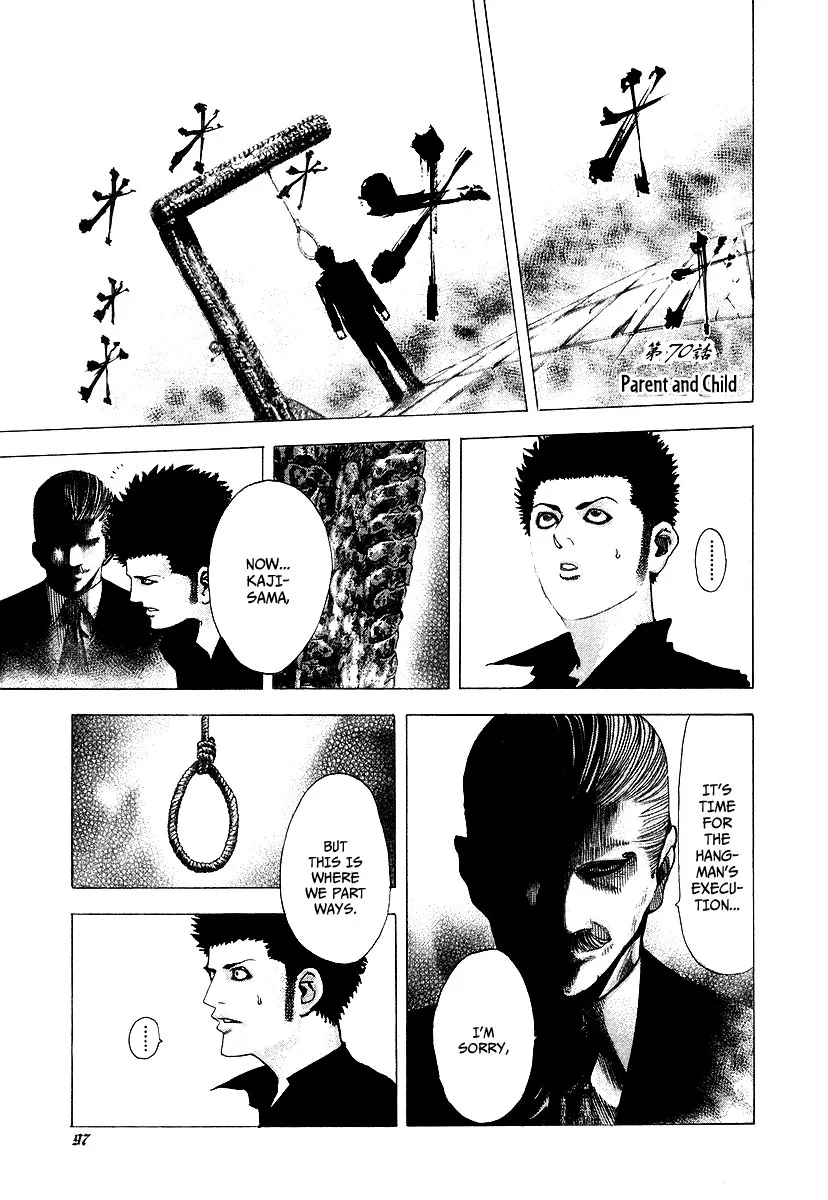 第70話
Parent and Child
………
NOW...
KAJI-
SAMA,
IT'S
TIME
FOR
THE
HANG-
MAN'S
EXECU-
TION...
I'M
SORRY,
BUT
THIS IS
WHERE
WE PART
WAYS.
……
97